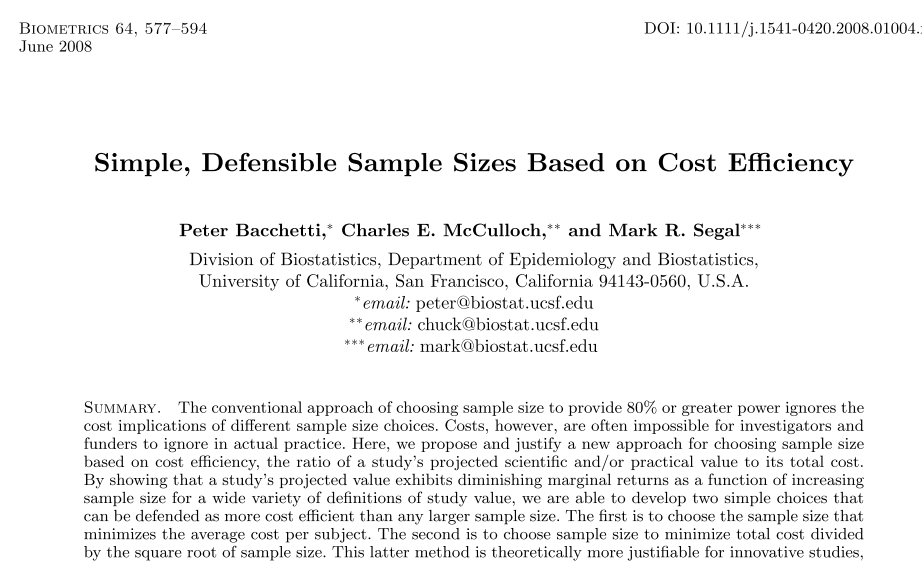 BIOMETRICS 64, 577–594
June 2008
DOI: 10.1111/j.1541-0420.2008.01004.
Simple, Defensible Sample Sizes Based on Cost Efficiency
Peter Bacchetti,* Charles E. McCulloch,** and Mark R. Segal***
Division of Biostatistics, Department of Epidemiology and Biostatistics,
University of California, San Francisco, California 94143-0560, U.S.A.
*email: peter@biostat.ucsf.edu
**email: chuck@biostat.ucsf.edu
***email: mark@biostat.ucsf.edu
SUMMARY. The conventional approach of choosing sample size to provide 80% or greater power ignores the
cost implications of different sample size choices. Costs, however, are often impossible for investigators and
funders to ignore in actual practice. Here, we propose and justify a new approach for choosing sample size
based on cost efficiency, the ratio of a study's projected scientific and/or practical value to its total cost.
By showing that a study's projected value exhibits diminishing marginal returns as a function of increasing
sample size for a wide variety of definitions of study value, we are able to develop two simple choices that
can be defended as more cost efficient than any larger sample size. The first is to choose the sample size that
minimizes the average cost per subject. The second is to choose sample size to minimize total cost divided
by the square root of sample size. This latter method is theoretically more justifiable for innovative studies,